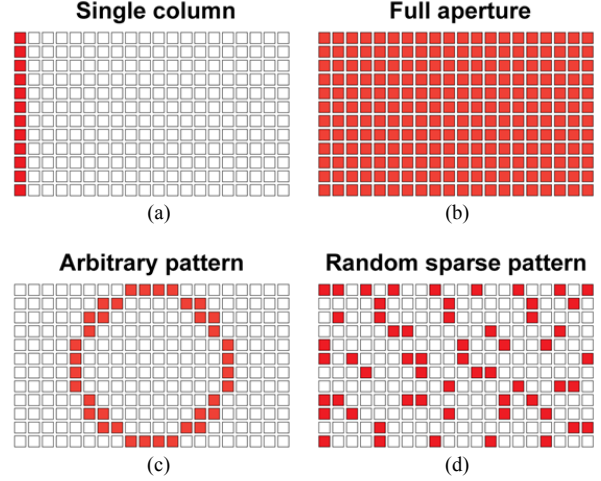 Single column
Full aperture
(a)
(b)
Arbitrary pattern
Random sparse pattern
(c)
(d)